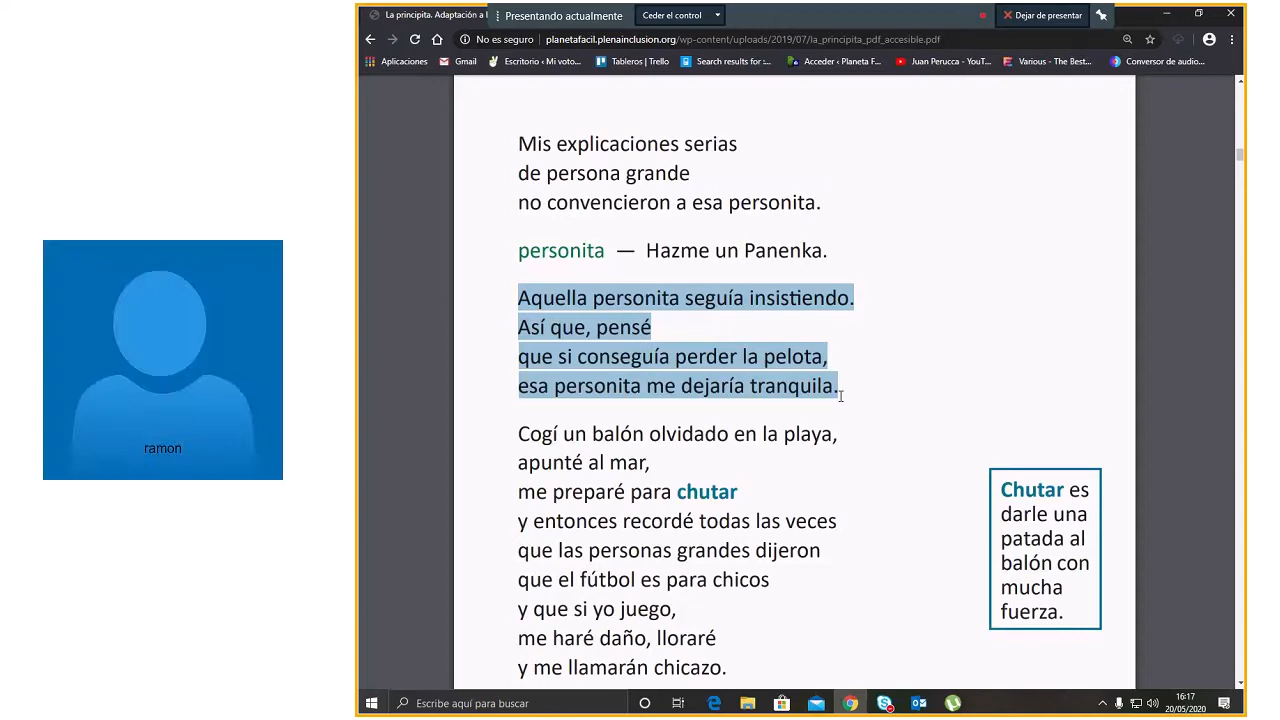 La principita. Adaptación a l
Presentando actualmente
Ceder el control
Dejar de presentar
No es seguro
planetafacil.plenainclusion.org/wp-content/uploads/2019/07/la_principita_pdf_accesible.pdf
Aplicaciones
Gmail
Escritorio ‹ Mi voto...
Tableros | Trello
Search results for :...
Acceder ‹ Planeta F...
Juan Perucca - YouT...
Various - The Best...
Conversor de audio...
Mis explicaciones serias
de persona grande
no convencieron a esa personita.
personita — Hazme un Panenka.
Aquella personita seguía insistiendo.
Así que, pensé
que si conseguía perder la pelota,
esa personita me dejaría tranquila.
Cogí un balón olvidado en la playa,
apunté al mar,
me preparé para chutar
y entonces recordé todas las veces
que las personas grandes dijeron
que el fútbol es para chicos
y que si yo juego,
me haré daño, lloraré
y me llamarán chicazo.
Chutar es
darle una
patada al
balón con
mucha
fuerza.
ramon
Escribe aquí para buscar
16:17
20/05/2020